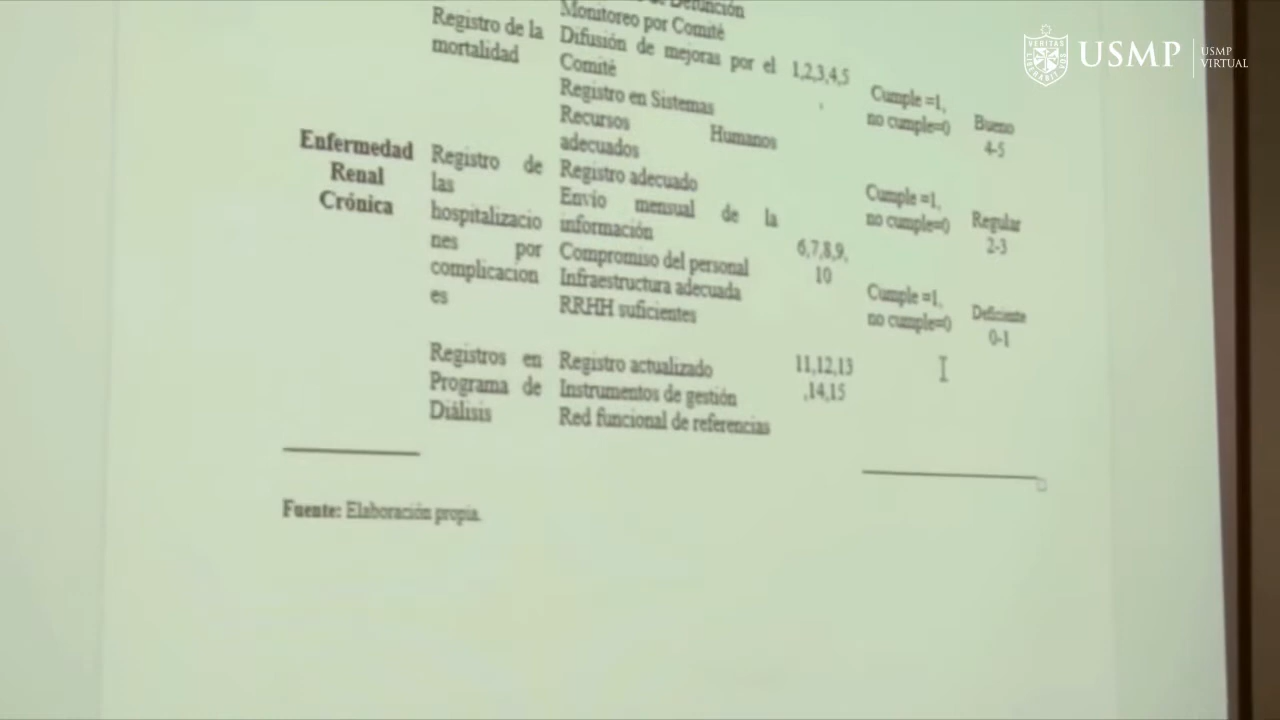 Defunción
Monitoreo por Comité
Registro de la
mortalidad
Difusión de mejoras por el
Comité
1,2,3,4,5
,
Registro en Sistemas
Recursos Humanos
adecuados
Cumple =1,
no cumple=0
Bueno
4-5
Enfermedad
Renal
Crónica
Registro de
las
hospitalizacio
nes por
complicacion
es
Registro adecuado
Envío mensual de la
información
Compromiso del personal
Infraestructura adecuada
RRHH suficientes
6,7,8,9,
10
Cumple =1,
no cumple=0
Regular
2-3
Cumple =1,
no cumple=0
Deficiente
0-1
Registros en
Programa de
Diálisis
Registro actualizado
Instrumentos de gestión
Red funcional de referencias
11,12,13
,14,15
Fuente: Elaboración propia.
USMP
USMP
VIRTUAL